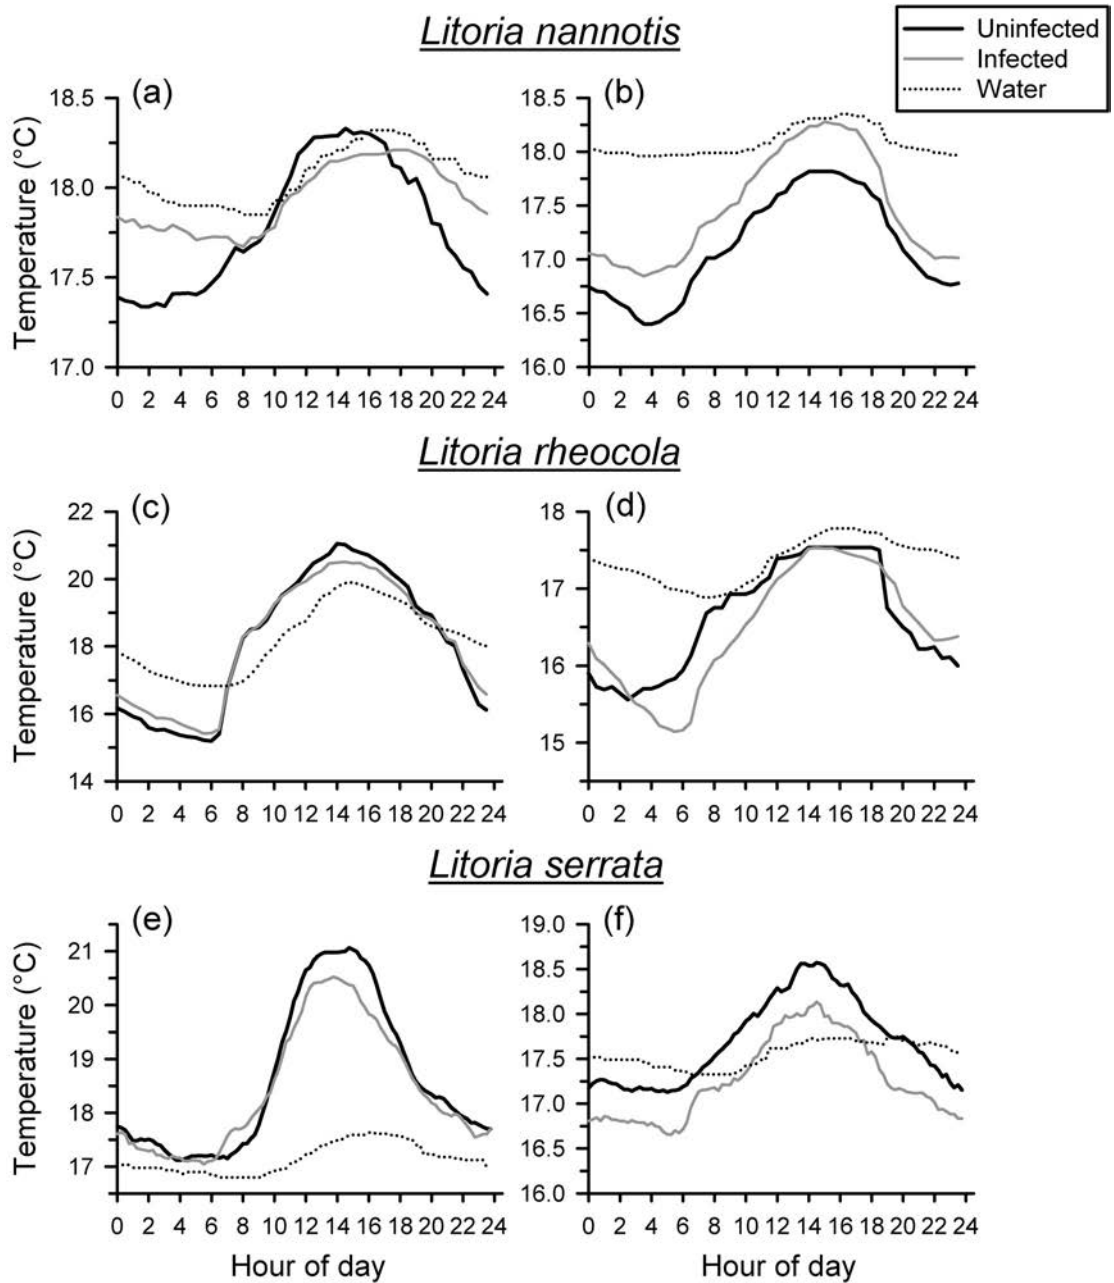 Litoria nannotis
Uninfected
Infected
Water
(a)
(b)
Temperature (°C)
18.5
18.0
17.5
17.0
0 2 4 6 8 10 12 14 16 18 20 22 24
18.5
18.0
17.5
17.0
16.5
16.0
0 2 4 6 8 10 12 14 16 18 20 22 24
Litoria rheocola
(c)
(d)
Temperature (°C)
22
20
18
16
14
0 2 4 6 8 10 12 14 16 18 20 22 24
18
17
16
15
0 2 4 6 8 10 12 14 16 18 20 22 24
Litoria serrata
(e)
(f)
Temperature (°C)
21
20
19
18
17
0 2 4 6 8 10 12 14 16 18 20 22 24
Hour of day
19.0
18.5
18.0
17.5
17.0
16.5
16.0
0 2 4 6 8 10 12 14 16 18 20 22 24
Hour of day